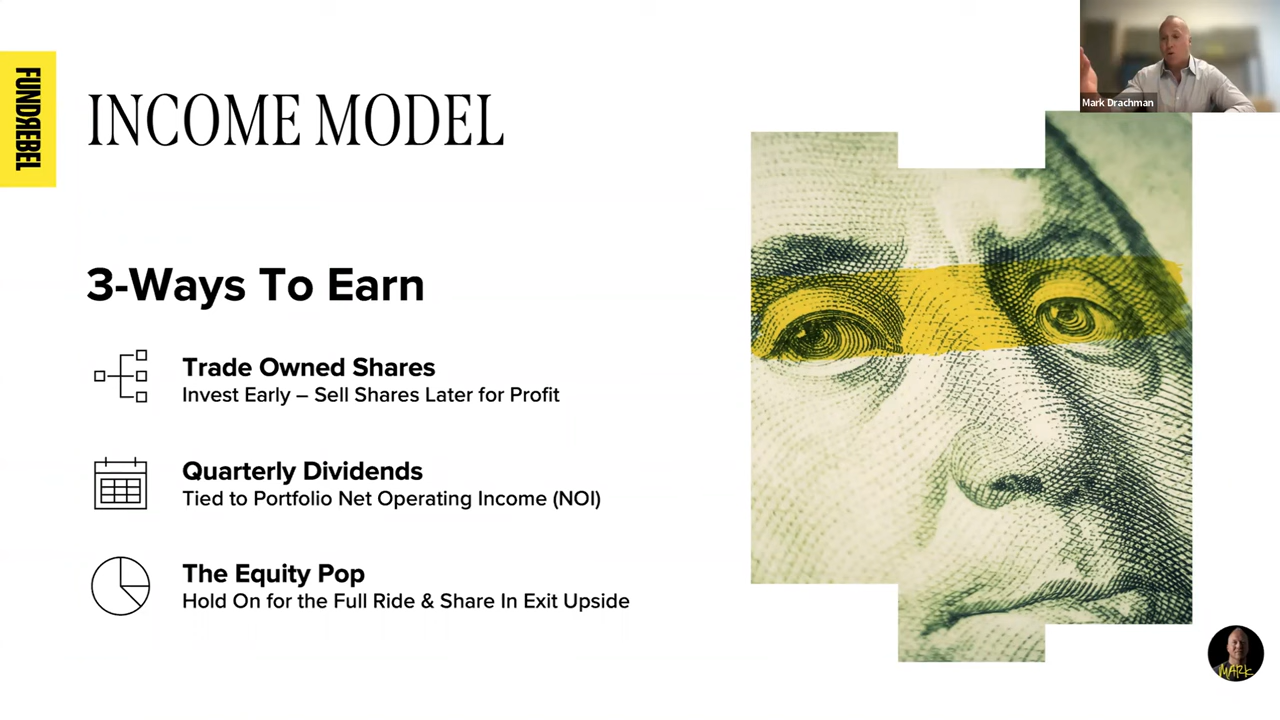 FUNDREBEL
INCOME MODEL
Mark Drachman
3-Ways To Earn
Trade Owned Shares
Invest Early – Sell Shares Later for Profit
Quarterly Dividends
Tied to Portfolio Net Operating Income (NOI)
The Equity Pop
Hold On for the Full Ride & Share In Exit Upside
MARK